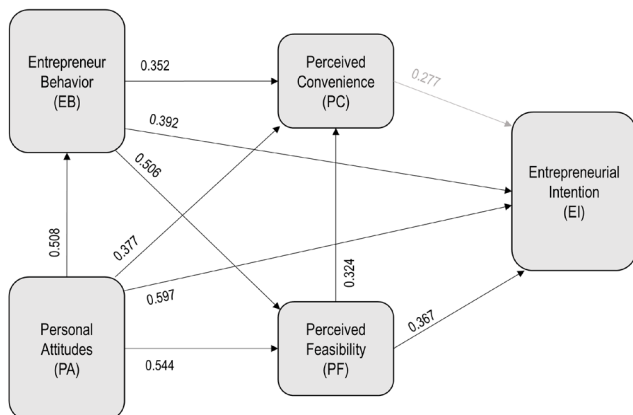 Entrepreneur
Behavior
(EB)
0.352
Perceived
Convenience
(PC)
0.277
0.392
0.506
Entrepreneurial
Intention
(EI)
0.508
0.377
0.324
0.597
Personal
Attitudes
(PA)
0.544
Perceived
Feasibility
(PF)
0.367